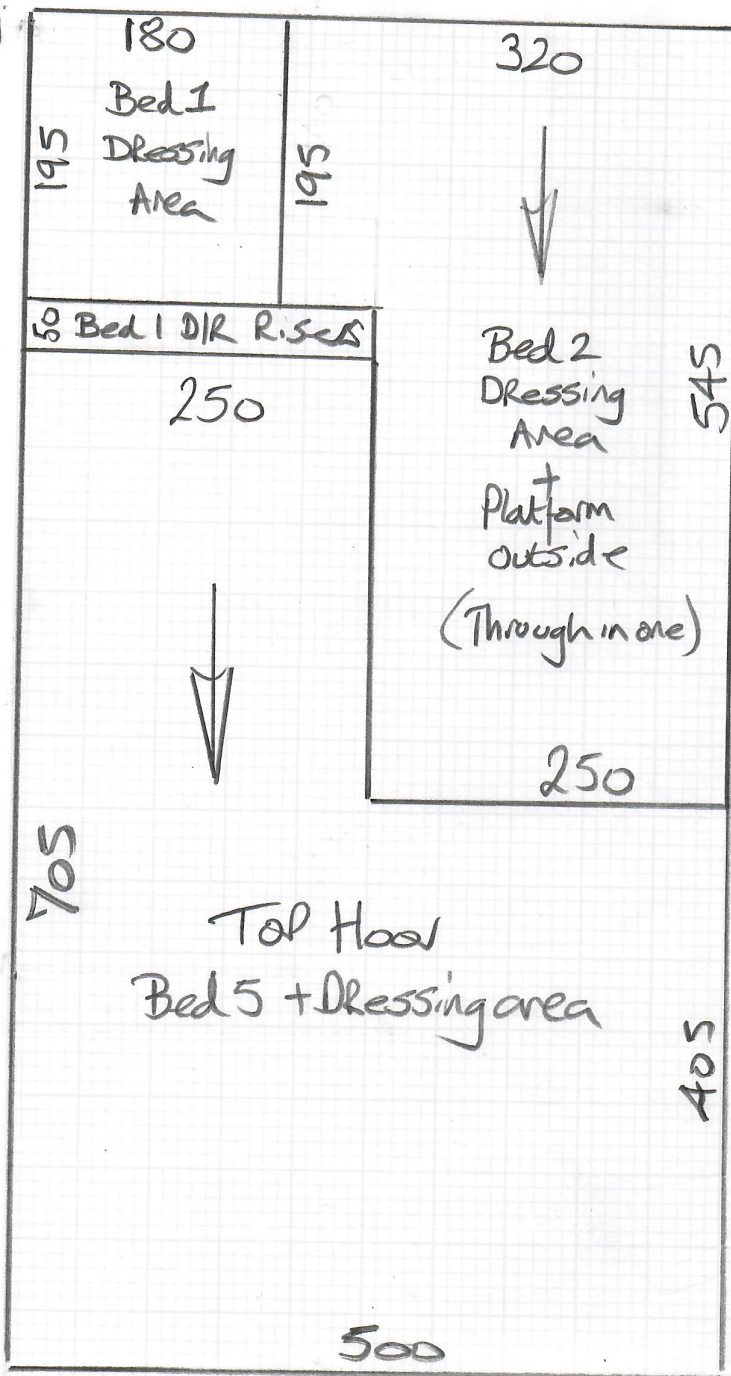 180
Bed 1
Dressing
Area
195
195
320
Bed 2
Dressing
Area
+
Platform
outside
(Through in one)
545
250
50 Bed 1 D/R Risers
250
705
Top Floor
Bed 5 + Dressing area
405
500